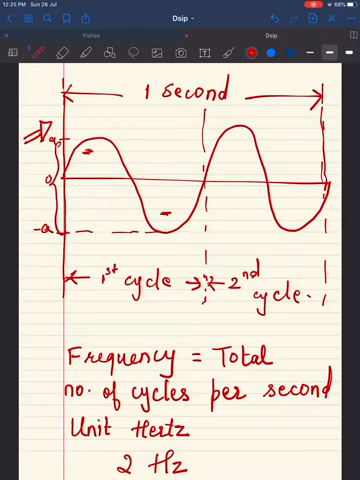 12:25 PM Sun 26 Jul
Dsip
Fishes
Dsip
1 second
a
0
-a
1st cycle
2nd cycle.
Frequency = Total
no. of cycles per second
Unit Hertz
2 Hz